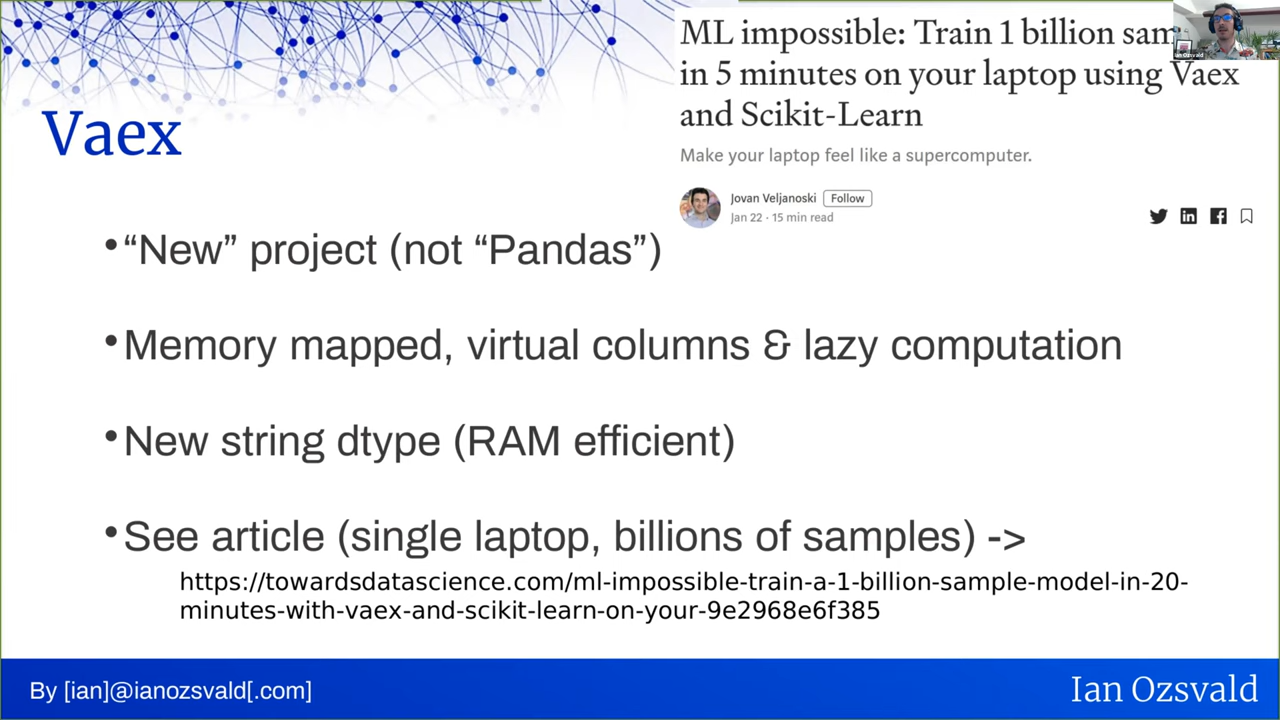 ML impossible: Train 1 billion sam
in 5 minutes on your laptop using Vaex
and Scikit-Learn
Make your laptop feel like a supercomputer.
Jovan Veljanoski Follow
Jan 22 · 15 min read
Ian Ozsvald
Vaex
•“New” project (not “Pandas”)
•Memory mapped, virtual columns & lazy computation
•New string dtype (RAM efficient)
•See article (single laptop, billions of samples) ->
https://towardsdatascience.com/ml-impossible-train-a-1-billion-sample-model-in-20-
minutes-with-vaex-and-scikit-learn-on-your-9e2968e6f385
By [ian]@ianozsvald[.com]
Ian Ozsvald